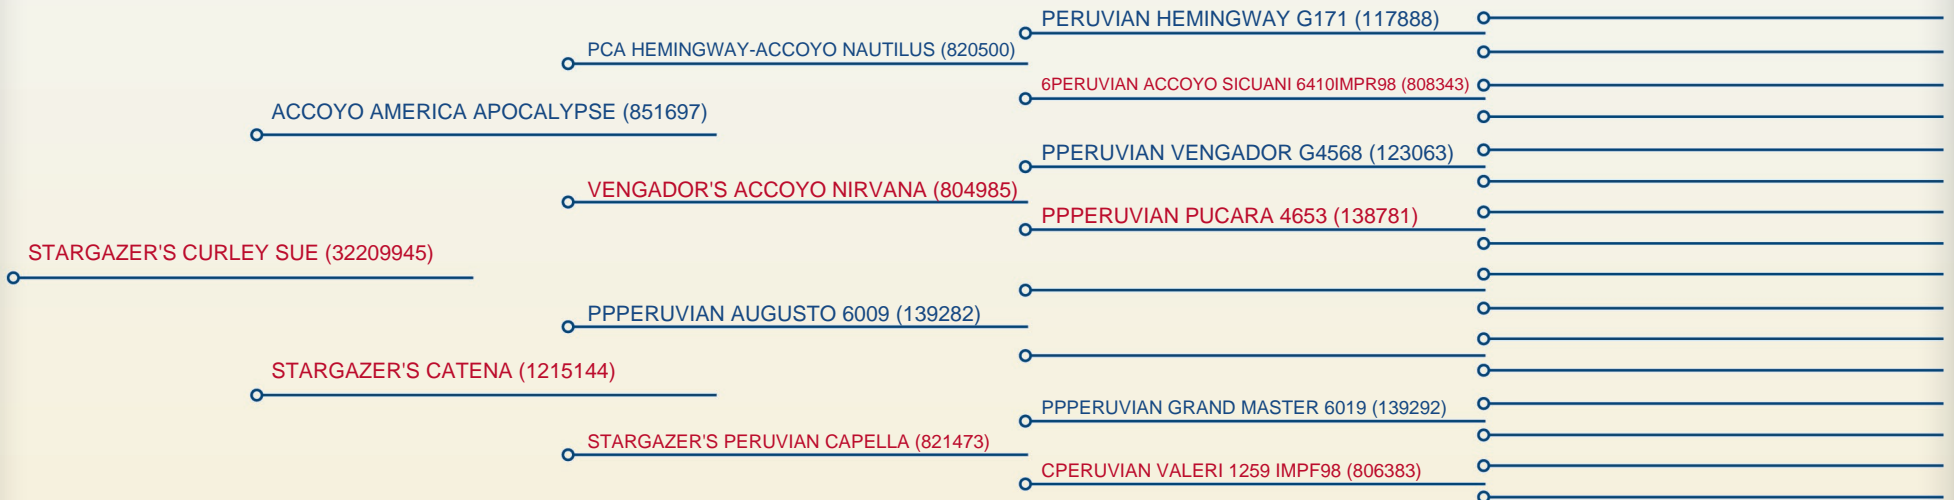 PERUVIAN HEMINGWAY G171 (117888)
PCA HEMINGWAY-ACCOYO NAUTILUS (820500)
6PERUVIAN ACCOYO SICUANI 6410IMPR98 (808343)
ACCOYO AMERICA APOCALYPSE (851697)
PPERUVIAN VENGADOR G4568 (123063)
VENGADOR'S ACCOYO NIRVANA (804985)
PPPERUVIAN PUCARA 4653 (138781)
STARGAZER'S CURLEY SUE (32209945)
PPPERUVIAN AUGUSTO 6009 (139282)
STARGAZER'S CATENA (1215144)
PPPERUVIAN GRAND MASTER 6019 (139292)
STARGAZER'S PERUVIAN CAPELLA (821473)
CPERUVIAN VALERI 1259 IMPF98 (806383)